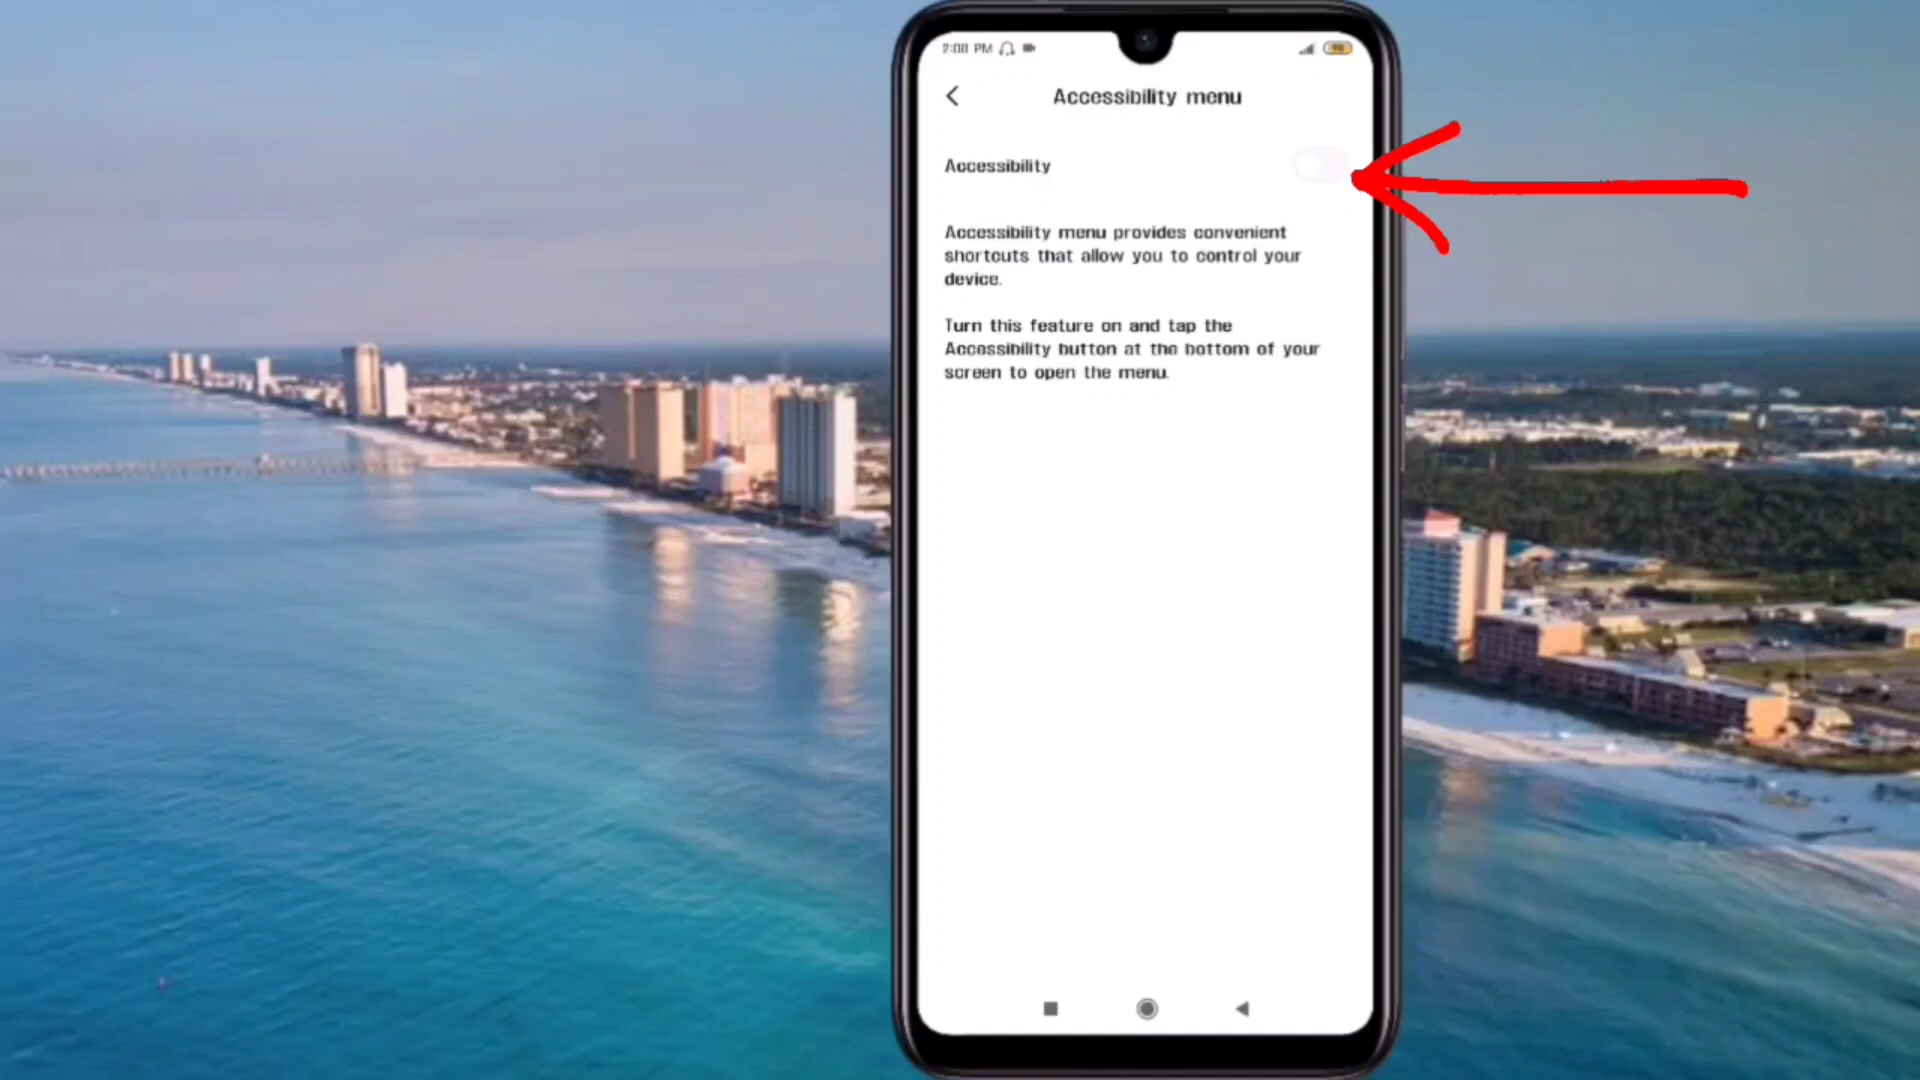 2:00 PM
90
Accessibility menu
Accessibility
Accessibility menu provides convenient
shortcuts that allow you to control your
device.
Turn this feature on and tap the
Accessibility button at the bottom of your
screen to open the menu.